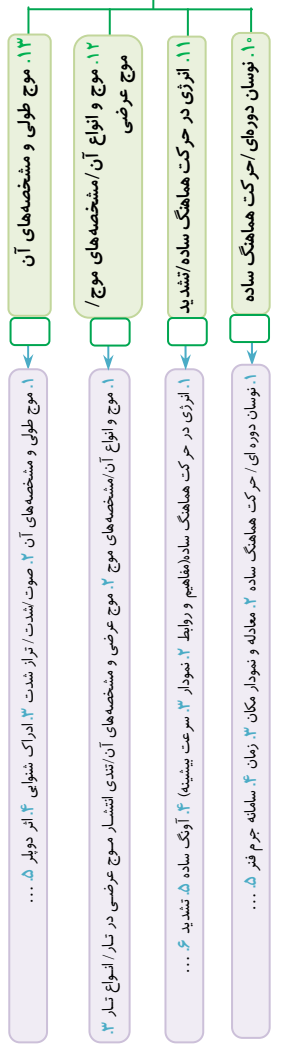 ۱۰. نوسان دوره‌ای/حرکت هماهنگ ساده
۱. نوسان دوره ای/ حرکت هماهنگ ساده ۲. معادله و نمودار مکان ۳. زمان ۴. سامانه جرم فنر ۵. ...
۱۱. انرژی در حرکت هماهنگ ساده/تشدید
۱. انرژی در حرکت هماهنگ ساده(مفاهیم و روابط ۲. نمودار ۳. سرعت بیشینه) ۴. آونگ ساده ۵. تشدید ۶. ...
۱۲. موج و انواع آن/مشخصه‌های موج/
موج عرضی
۱. موج و انواع آن/مشخصه‌های موج ۲. موج عرضی و مشخصه‌های آن/تندی انتشار موج عرضی در تار/ انواع تار ۳.
۱۳. موج طولی و مشخصه‌های آن
۱. موج طولی و مشخصه‌های آن ۲. صوت/شدت/ تراز شدت ۳. ادراک شنوایی ۴. اثر دوپلر ۵. ...